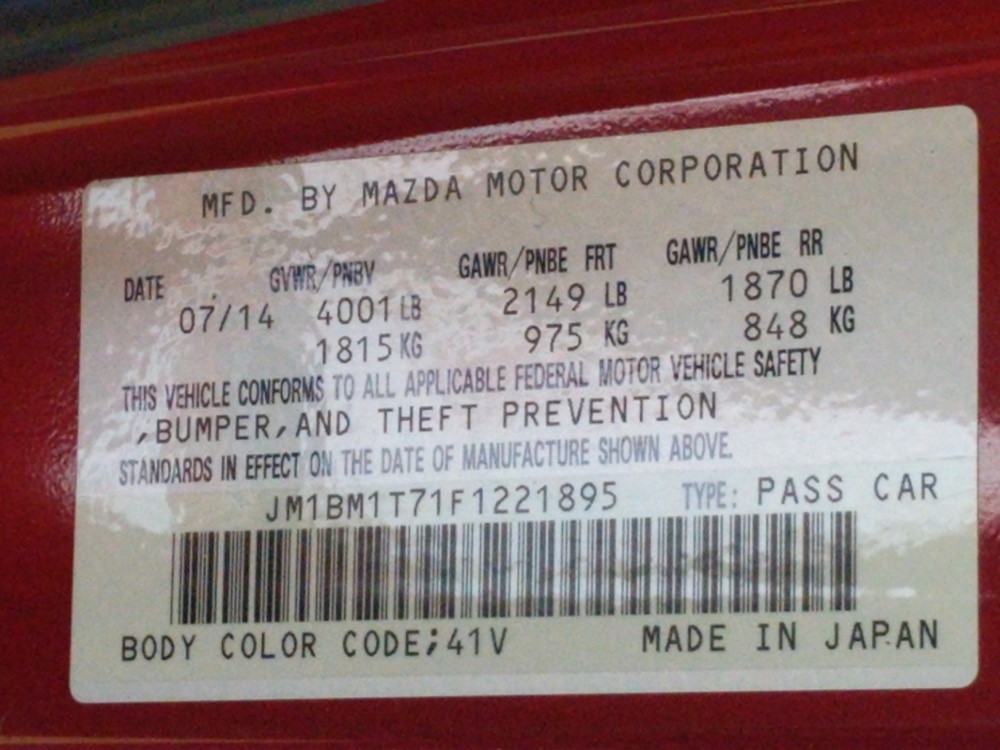 MFD. BY MAZDA MOTOR CORPORATION
DATE GVWR/PNBV GAWR/PNBE FRT GAWR/PNBE RR
07/14 4001 LB 2149 LB 1870 LB
1815 KG 975 KG 848 KG
THIS VEHICLE CONFORMS TO ALL APPLICABLE FEDERAL MOTOR VEHICLE SAFETY
,BUMPER,AND THEFT PREVENTION
STANDARDS IN EFFECT ON THE DATE OF MANUFACTURE SHOWN ABOVE.
JM1BM1T71F1221895 TYPE: PASS CAR
BODY COLOR CODE;41V MADE IN JAPAN